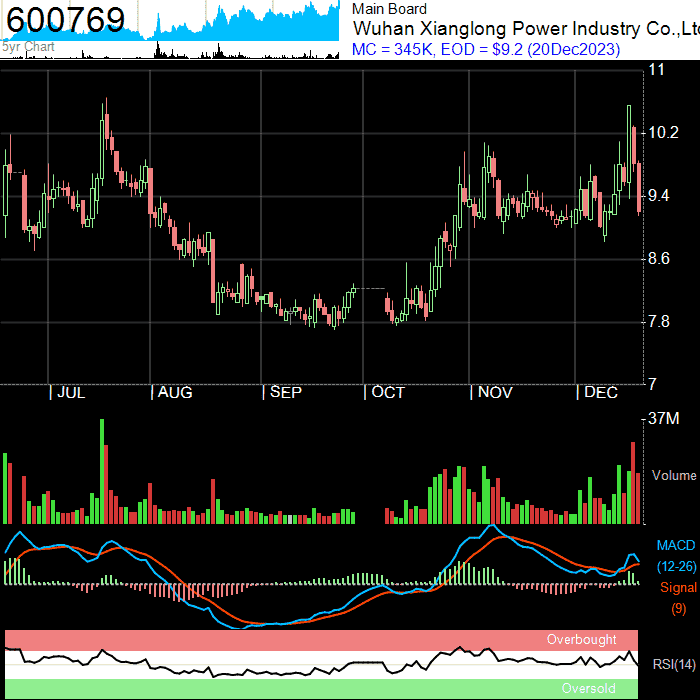 600769
5yr Chart
Main Board
Wuhan Xianglong Power Industry Co.,Ltd
MC = 345K, EOD = $9.2 (20Dec2023)
11
10.2
9.4
8.6
7.8
7
JUL
AUG
SEP
OCT
NOV
DEC
37M
Volume
MACD
(12-26)
Signal
(9)
Overbought
RSI(14)
Oversold